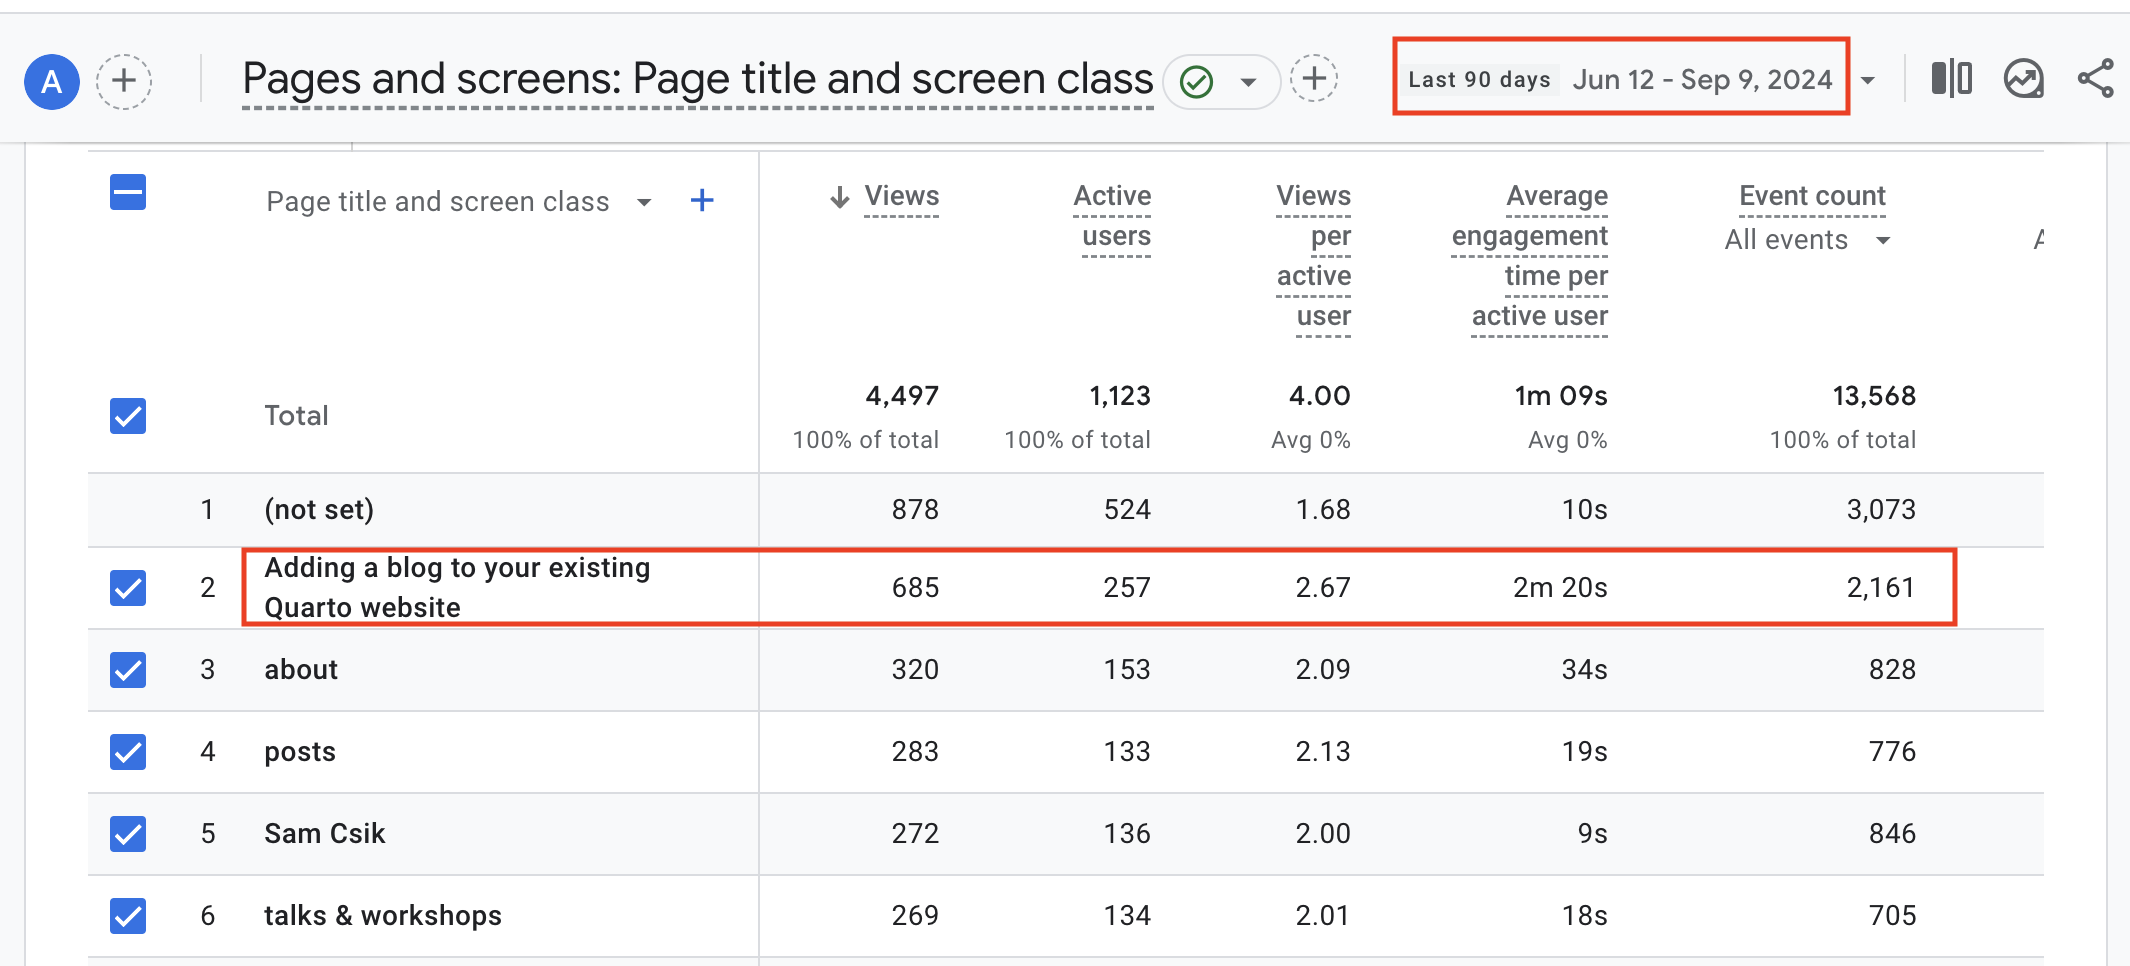 A
Pages and screens: Page title and screen class
Last 90 days Jun 12 - Sep 9, 2024
Page title and screen class
Views
Active
users
Views
per
active
user
Average
engagement
time per
active user
Event count
All events
A
Total
4,497
1,123
4.00
1m 09s
13,568
100% of total
100% of total
Avg 0%
Avg 0%
100% of total
1 (not set) 878 524 1.68 10s 3,073
2 Adding a blog to your existing
Quarto website
685 257 2.67 2m 20s 2,161
3 about 320 153 2.09 34s 828
4 posts 283 133 2.13 19s 776
5 Sam Csik 272 136 2.00 9s 846
6 talks & workshops 269 134 2.01 18s 705